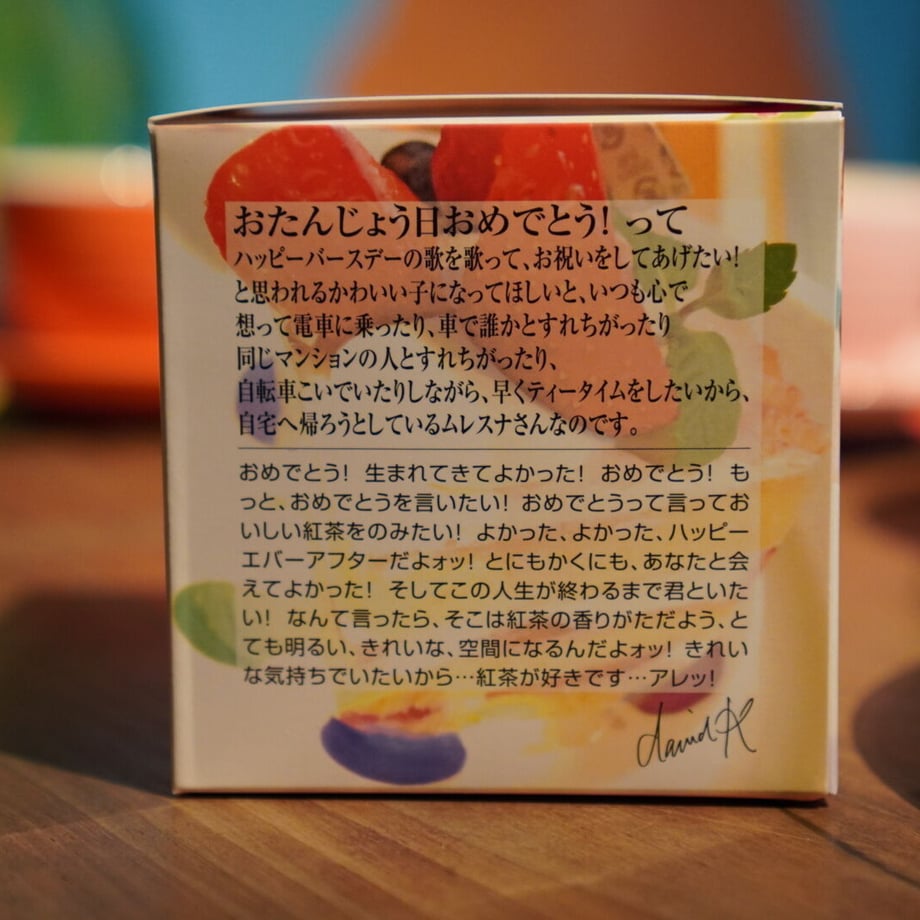 おたんじょう日おめでとう! って
ハッピーバースデーの歌を歌って、お祝いをしてあげたい!
と思われるかわいい子になってほしいと、いつも心で
想って電車に乗ったり、車で誰かとすれちがったり
同じマンションの人とすれちがったり、
自転車こいでいたりしながら、早くティータイムをしたいから、
自宅へ帰ろうとしているムレスナさんなのです。
おめでとう! 生まれてきてよかった! おめでとう! も
っと、おめでとうを言いたい! おめでとうって言ってお
いしい紅茶をのみたい! よかった、よかった、ハッピー
エバーアフターだよォッ! とにもかくにも、あなたと会
えてよかった! そしてこの人生が終わるまで君といた
い! なんて言ったら、そこは紅茶の香りがただよう、と
ても明るい、きれいな、空間になるんだよォッ! きれい
な気持ちでいたいから…紅茶が好きです…アレッ!
david K